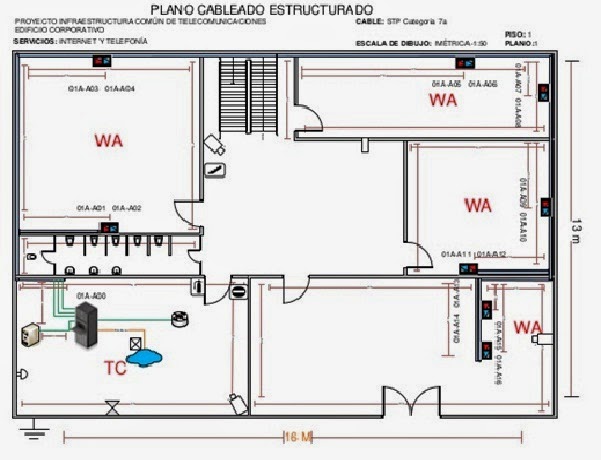 PLANO CABLEADO ESTRUCTURADO
PROYECTO INFRAESTRUCTURA COMÚN DE TELECOMUNICACIONES
EDIFICIO CORPORATIVO
SERVICIOS: INTERNET Y TELEFONÍA
CABLE: STP Categoría 7a
PISO: 1
ESCALA DE DIBUJO: MÉTRICA-1:50
PLANO :1
01A-A03 01A-A04
WA
01A-A01 01A-A02
01A-A05 01A-A06
WA
01A-A07
01A-A08
WA
01A-A09
01A-A10
01A-A11 01A-A12
13 m
01A-A00
TC
01A-A13
01A-A14
01A-A15
01A-A16
WA
16 M